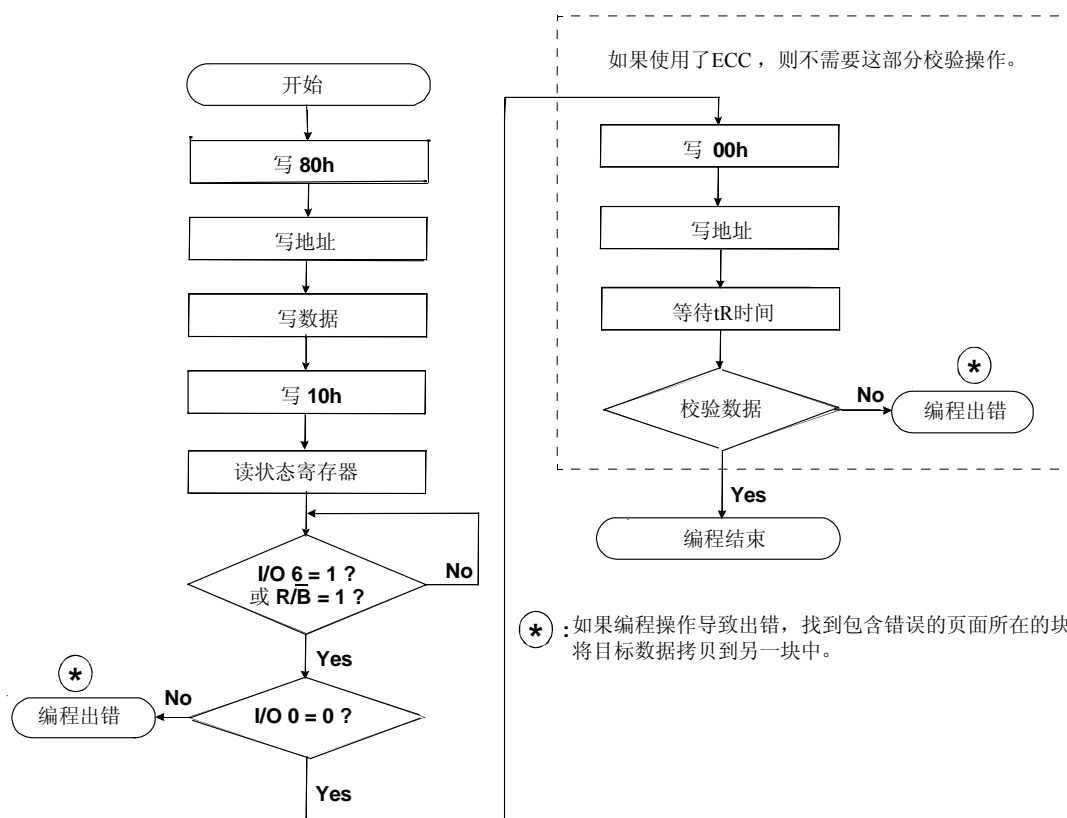 开始
写 80h
写地址
写数据
写 10h
读状态寄存器
I/O 6 = 1 ?
或 R/B̅ = 1 ?
No
Yes
*
No
编程出错
I/O 0 = 0 ?
Yes
如果使用了ECC ，则不需要这部分校验操作。
写 00h
写地址
等待tR时间
校验数据
No
*
编程出错
Yes
编程结束
* : 如果编程操作导致出错，找到包含错误的页面所在的块
将目标数据拷贝到另一块中。